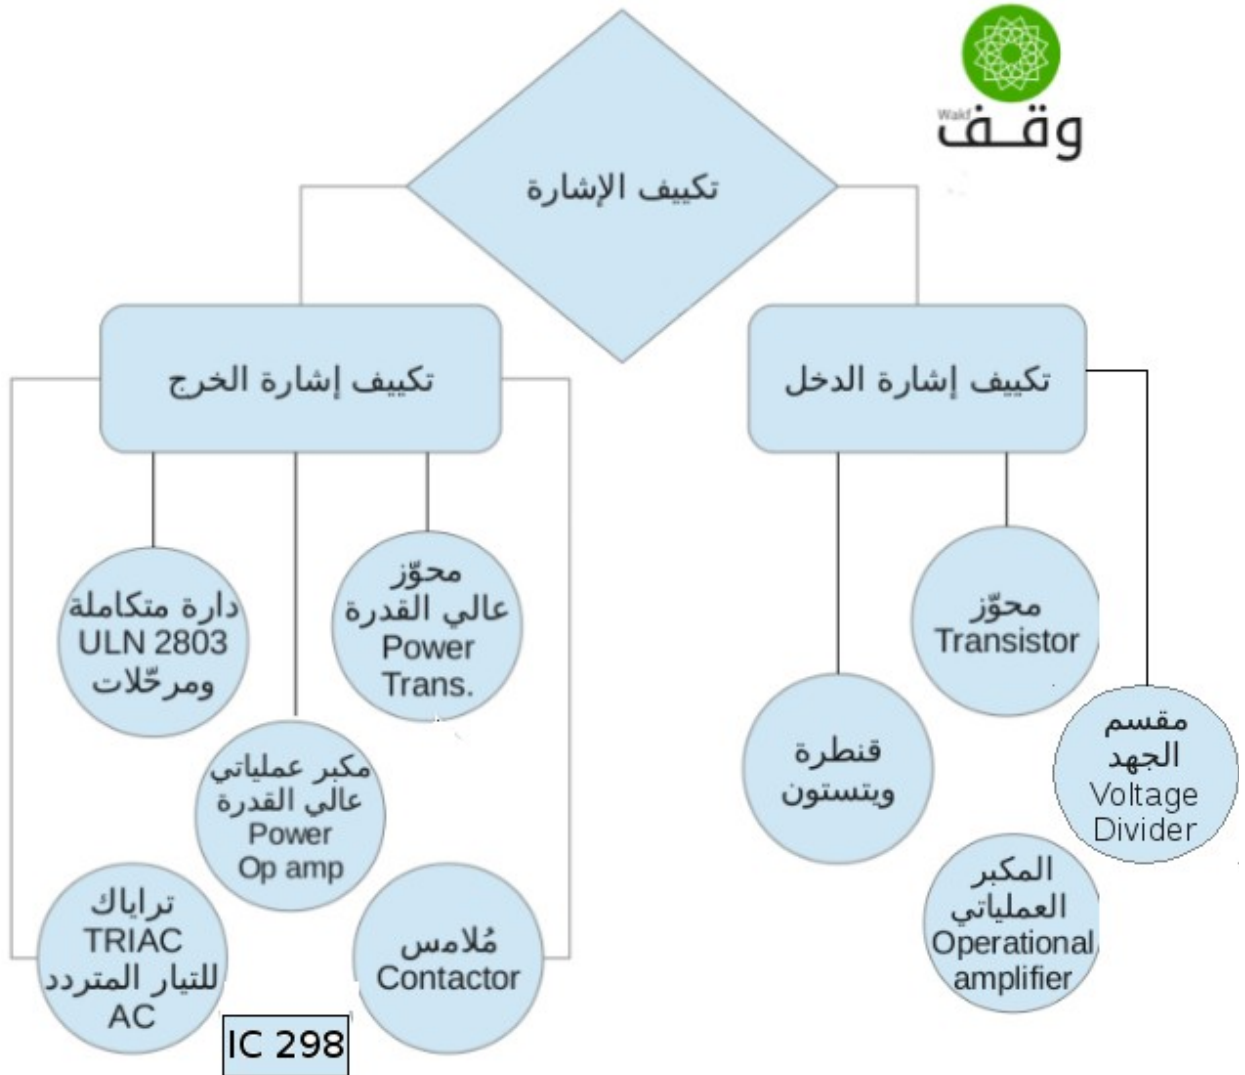 Wakf
وقف
تكييف الإشارة
تكييف إشارة الدخل
تكييف إشارة الخرج
محوّز
Transistor
مقسم
الجهد
Voltage
Divider
قنطرة
ويتستون
المكبر
العملياتي
Operational
amplifier
محوّز
عالي القدرة
Power
Trans.
دارة متكاملة
ULN 2803
ومرحّلات
مكبر عملياتي
عالي القدرة
Power
Op amp
مُلامس
Contactor
تراياك
TRIAC
للتيار المتردد
AC
IC 298